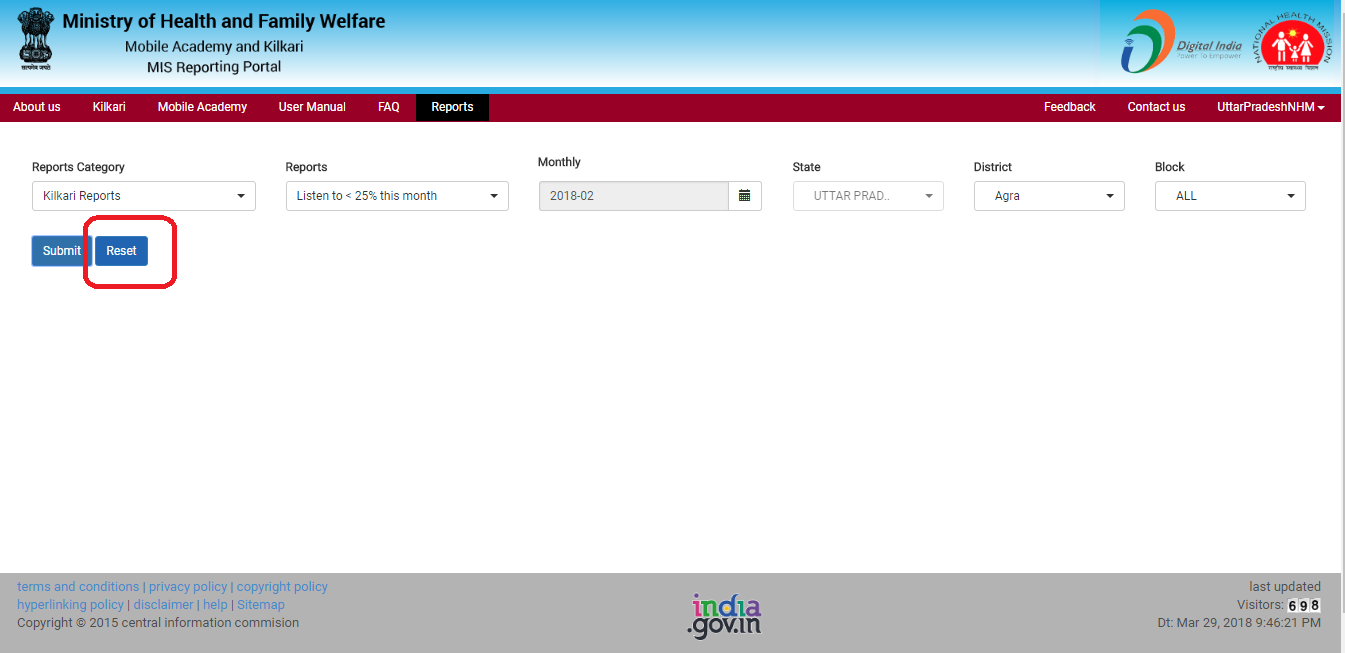 Ministry of Health and Family Welfare
Mobile Academy and Kilkari
MIS Reporting Portal
सत्यमेव जयते
Digital India
Power To Empower
NATIONAL HEALTH MISSION
राष्ट्रीय स्वास्थ्य मिशन
About us Kilkari Mobile Academy User Manual FAQ Reports Feedback Contact us UttarPradeshNHM
Reports Category Reports Monthly State District Block
Kilkari Reports Listen to < 25% this month 2018-02 UTTAR PRAD.. Agra ALL
Submit Reset
terms and conditions | privacy policy | copyright policy
hyperlinking policy | disclaimer | help | Sitemap
Copyright © 2015 central information commision
india
.gov.in
last updated
Visitors: 698
Dt: Mar 29, 2018 9:46:21 PM